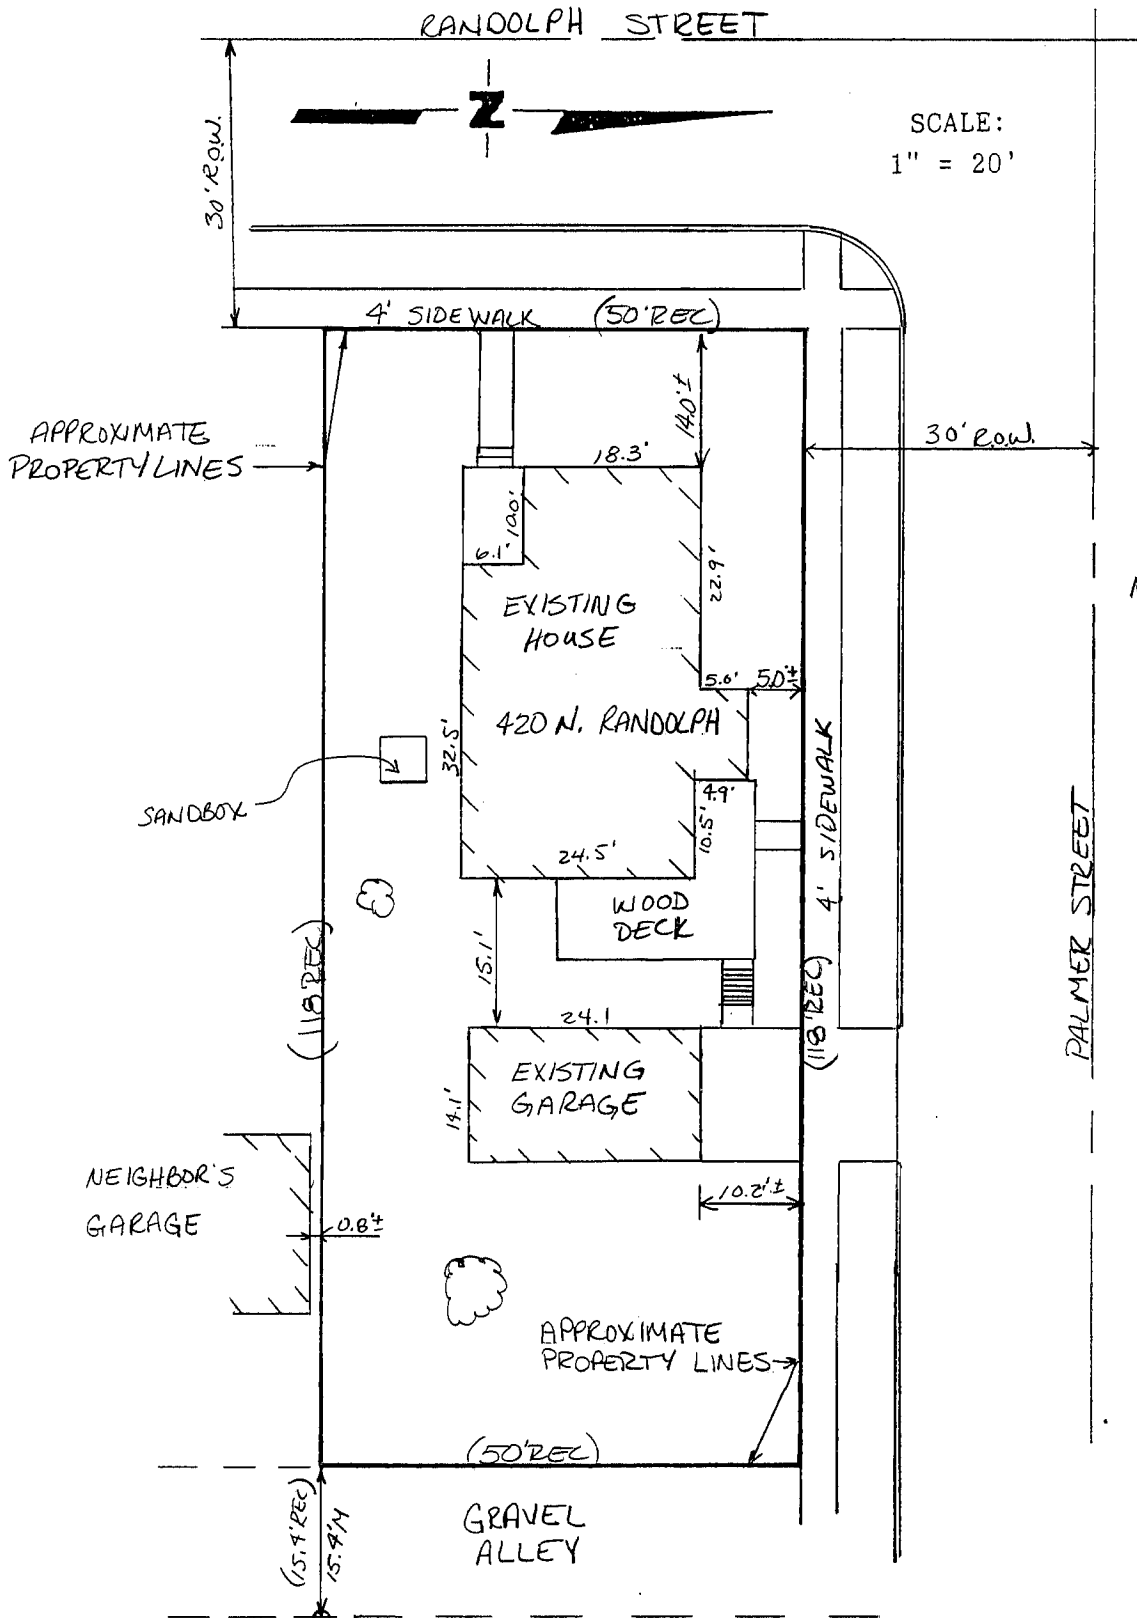 RANDOLPH STREET
N
SCALE:
1" = 20'
30' R.O.W.
4' SIDEWALK (50' REC)
APPROXIMATE
PROPERTY LINES
14.0'±
30' R.O.W.
18.3'
10.0'
6.1'
22.9'
EXISTING
HOUSE
5.0'±
420 N. RANDOLPH
32.5'
SANDBOX
4.9'
10.5'
24.5'
4' SIDEWALK
WOOD
DECK
15.1'
(118' REC)
(118' REC)
PALMER STREET
24.1
EXISTING
GARAGE
14.1'
NEIGHBOR'S
GARAGE
10.2'±
0.8'±
APPROXIMATE
PROPERTY LINES
(50' REC)
(15.4' REC)
15.4' M
GRAVEL
ALLEY